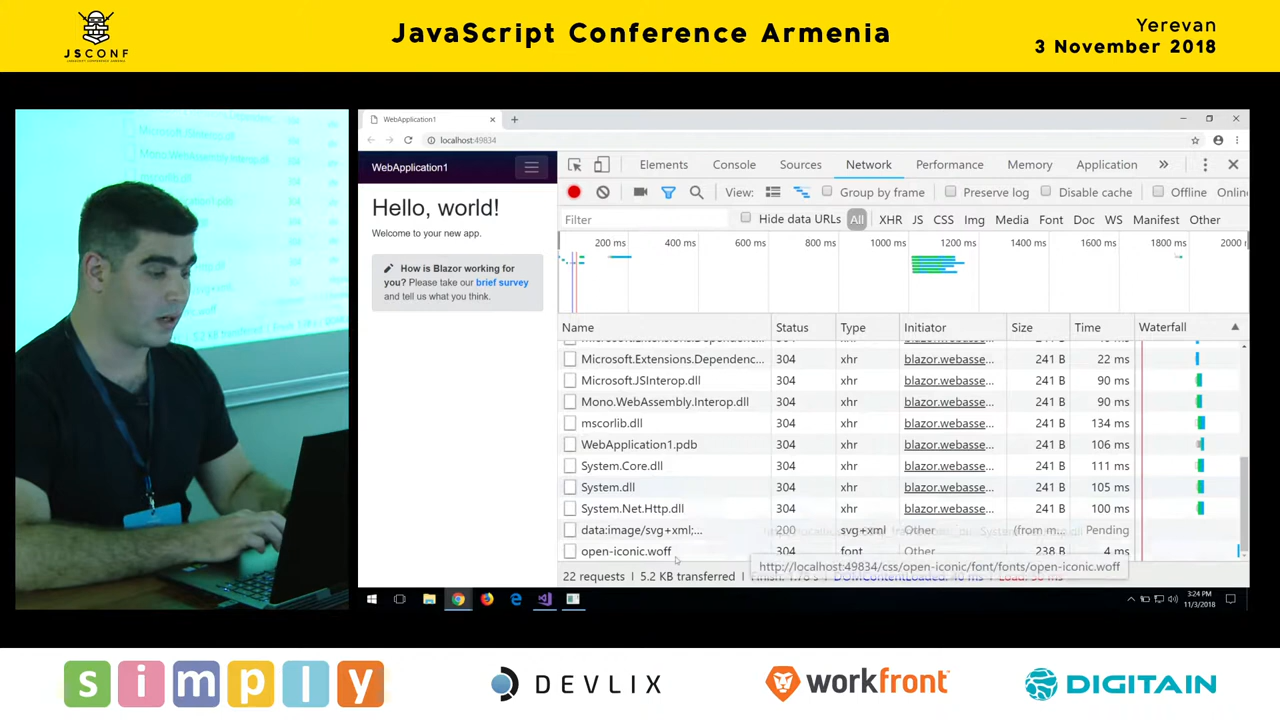 JavaScript Conference Armenia
Yerevan
3 November 2018
JSCONF
JAVASCRIPT CONFERENCE ARMENIA
WebApplication1
localhost:49834
WebApplication1
Hello, world!
Welcome to your new app.
How is Blazor working for
you? Please take our brief survey
and tell us what you think.
Elements Console Sources Network Performance Memory Application »
View: Group by frame Preserve log Disable cache Offline Onlin
Filter Hide data URLs All XHR JS CSS Img Media Font Doc WS Manifest Other
200 ms 400 ms 600 ms 800 ms 1000 ms 1200 ms 1400 ms 1600 ms 1800 ms 2000
Name Status Type Initiator Size Time Waterfall
Microsoft.Extensions.Dependenc... 304 xhr blazor.webasse... 241 B 22 ms
Microsoft.JSInterop.dll 304 xhr blazor.webasse... 241 B 90 ms
Mono.WebAssembly.Interop.dll 304 xhr blazor.webasse... 241 B 90 ms
mscorlib.dll 304 xhr blazor.webasse... 241 B 134 ms
WebApplication1.pdb 304 xhr blazor.webasse... 241 B 106 ms
System.Core.dll 304 xhr blazor.webasse... 241 B 111 ms
System.dll 304 xhr blazor.webasse... 241 B 105 ms
System.Net.Http.dll 304 xhr blazor.webasse... 241 B 100 ms
data:image/svg+xml;... 200 svg+xml Other (from m... Pending
open-iconic.woff 304 font Other 238 B 4 ms
http://localhost:49834/css/open-iconic/font/fonts/open-iconic.woff
22 requests | 5.2 KB transferred
3:24 PM
11/3/2018
simply
DEVLIX
workfront
DIGITAIN